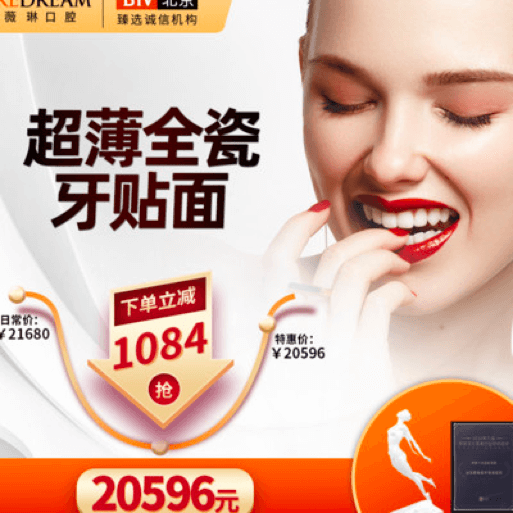 REDREAM
薇琳口腔
BTV 北京
臻选诚信机构
超薄全瓷
牙贴面
下单立减
1084
抢
日常价:
￥21680
特惠价:
￥20596
20596元